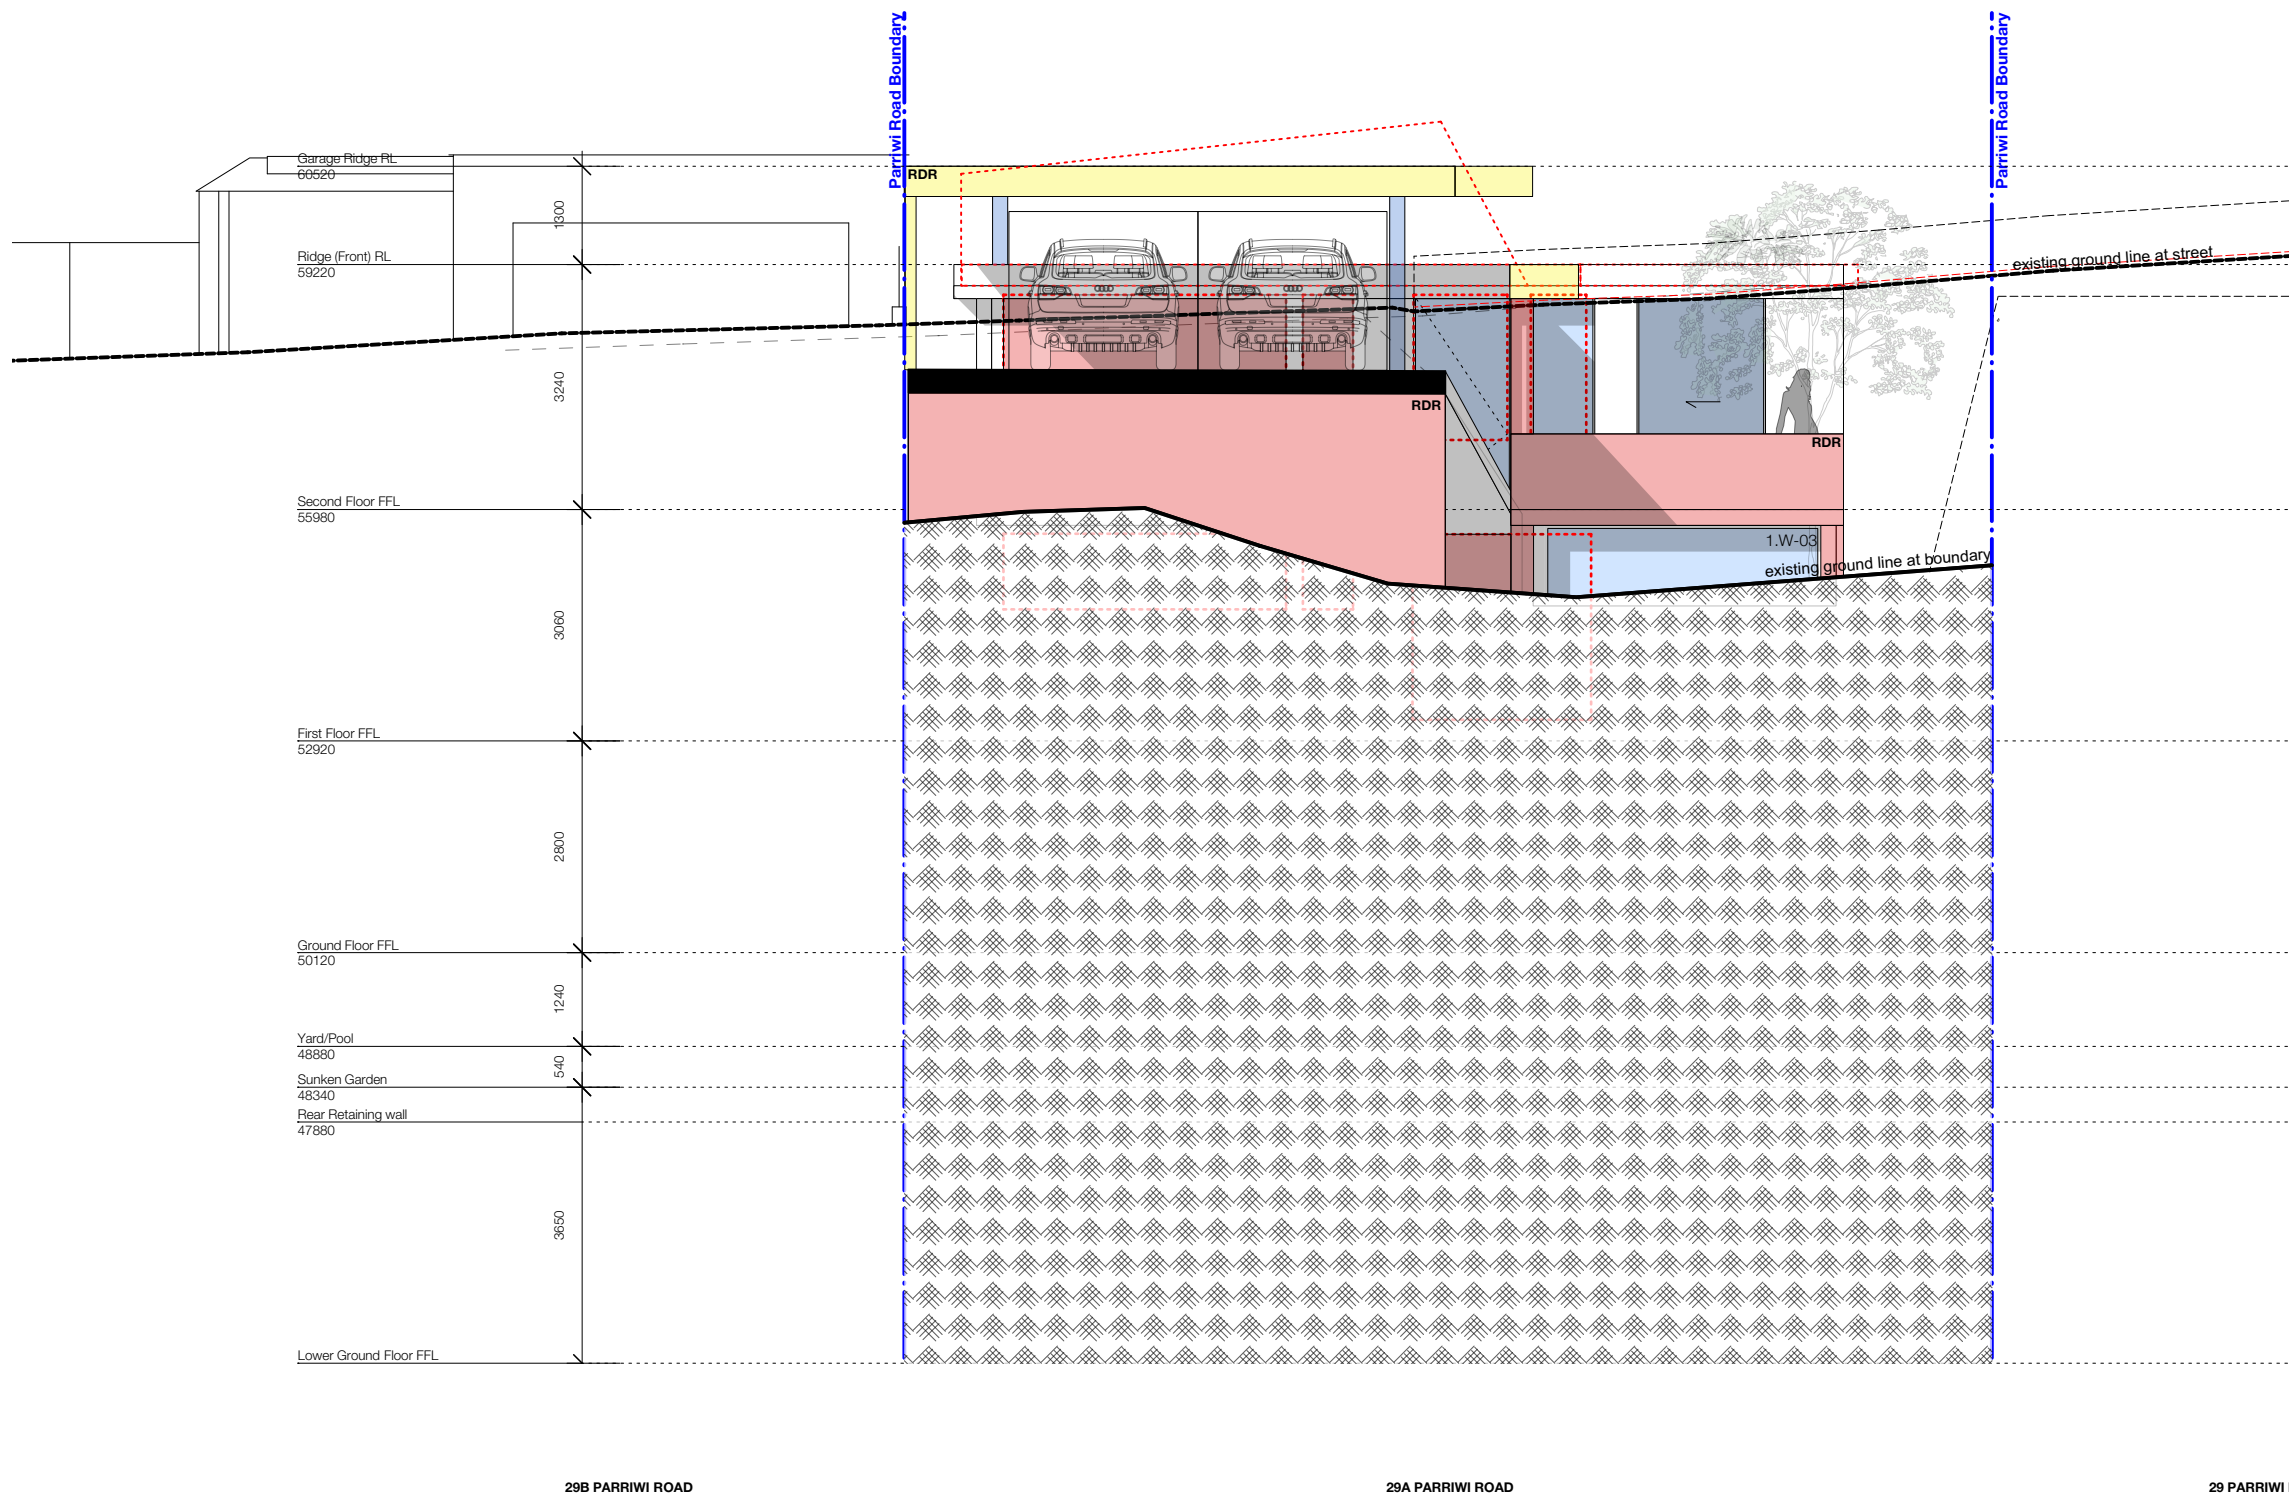 Parriwi Road Boundary
Parriwi Road Boundary
Garage Ridge RL
60520
RDR
1300
Ridge (Front) RL
59220
existing ground line at street
3240
RDR
RDR
Second Floor FFL
55980
1.W-03
existing ground line at boundary
3060
First Floor FFL
52920
2800
Ground Floor FFL
50120
1240
Yard/Pool
48880
540
Sunken Garden
48340
Rear Retaining wall
47880
3650
Lower Ground Floor FFL
29B PARRIWI ROAD
29A PARRIWI ROAD
29 PARRIWI